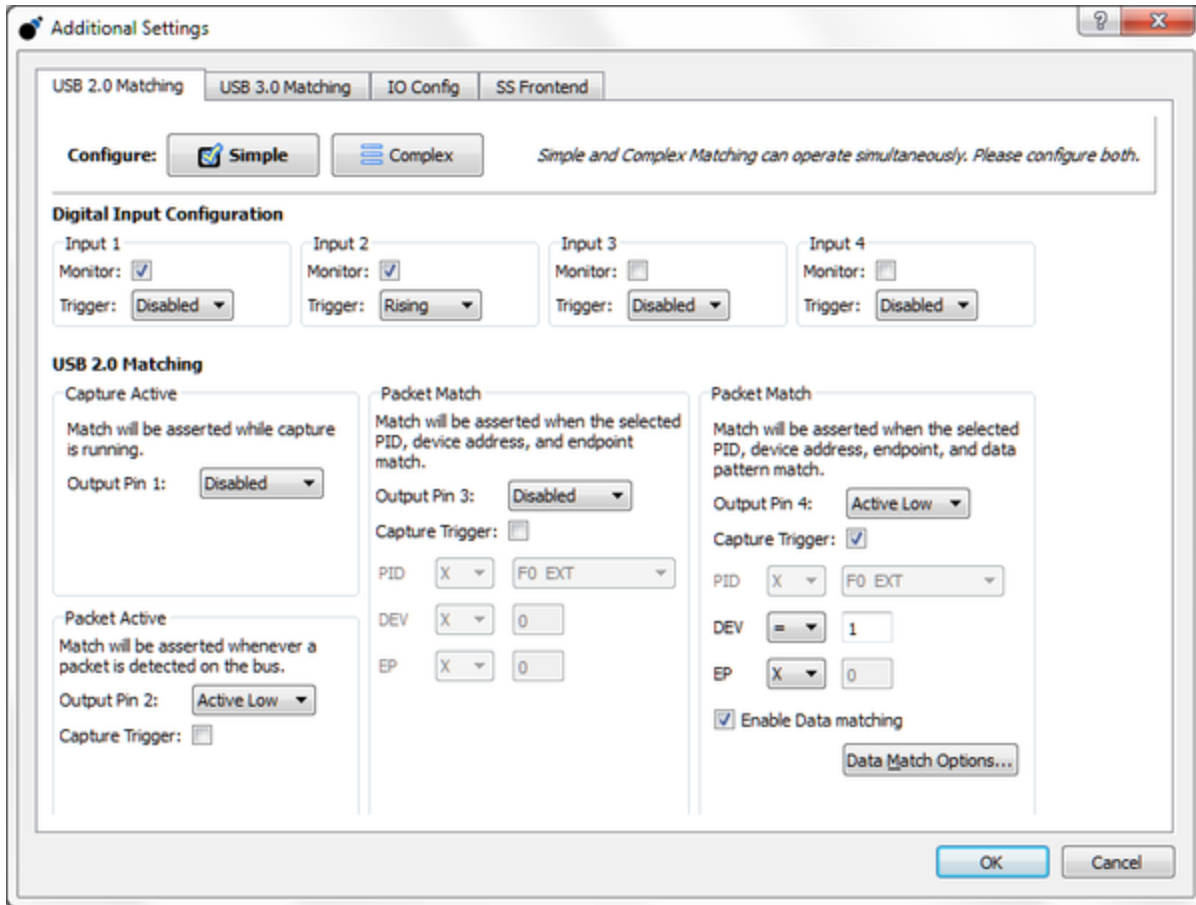 Additional Settings
USB 2.0 Matching USB 3.0 Matching IO Config SS Frontend
Configure: Simple Complex Simple and Complex Matching can operate simultaneously. Please configure both.
Digital Input Configuration
Input 1 Input 2 Input 3 Input 4
Monitor: Monitor: Monitor: Monitor:
Trigger: Disabled Trigger: Rising Trigger: Disabled Trigger: Disabled
USB 2.0 Matching
Capture Active
Match will be asserted while capture
is running.
Output Pin 1: Disabled
Packet Active
Match will be asserted whenever a
packet is detected on the bus.
Output Pin 2: Active Low
Capture Trigger:
Packet Match
Match will be asserted when the selected
PID, device address, and endpoint
match.
Output Pin 3: Disabled
Capture Trigger:
PID X F0 EXT
DEV X 0
EP X 0
Packet Match
Match will be asserted when the selected
PID, device address, endpoint, and data
pattern match.
Output Pin 4: Active Low
Capture Trigger:
PID X F0 EXT
DEV = 1
EP X 0
Enable Data matching
Data Match Options...
OK Cancel